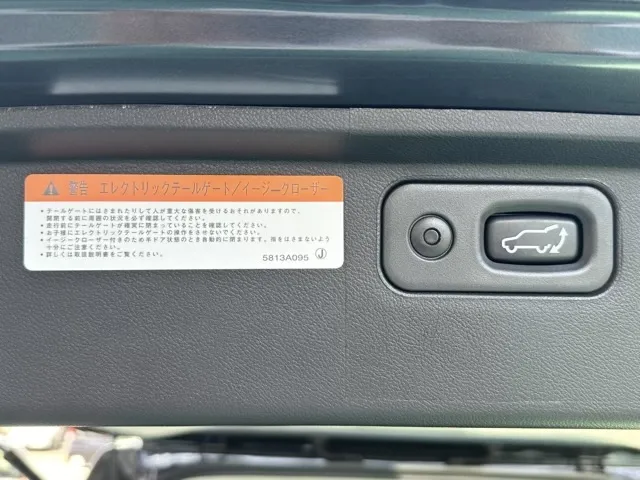 警告 エレクトリックテールゲート/イージークローザー
•テールゲートにはさまれたりして人が重大な傷害を受けるおそれがありますので、
開閉する前に周囲の状況を必ず確認してください。
•走行前にテールゲートが確実に閉まっていることを確認してください。
•お子様にエレクトリックテールゲートの操作をさせないでください。
•イージークローザー付きのため半ドア状態のとき自動的に閉まります。指をはさまないよう
十分にご注意ください。
•詳しくは取扱説明書をご覧ください。
5813A095 J